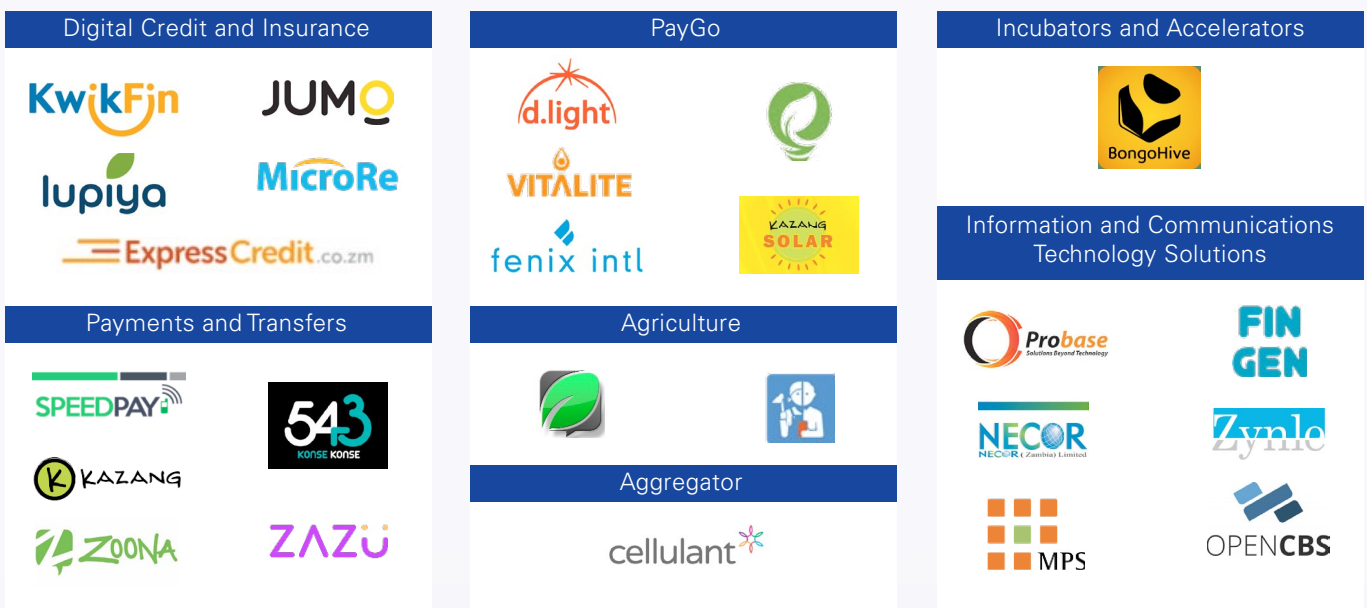 Digital Credit and Insurance
KwikFin
JUMO
lupiya
MicroRe
ExpressCredit.co.zm
Payments and Transfers
SPEEDPAY
543
KONSE KONSE
K KAZANG
ZOONA
ZAZU
PayGo
d.light
VITALITE
fenix intl
KAZANG
SOLAR
Agriculture
Aggregator
cellulant
Incubators and Accelerators
BongoHive
Information and Communications
Technology Solutions
Probase
Solutions Beyond Technology
FIN
GEN
NECOR
NECOR (Zambia) Limited
Zynle
MPS
OPENCBS